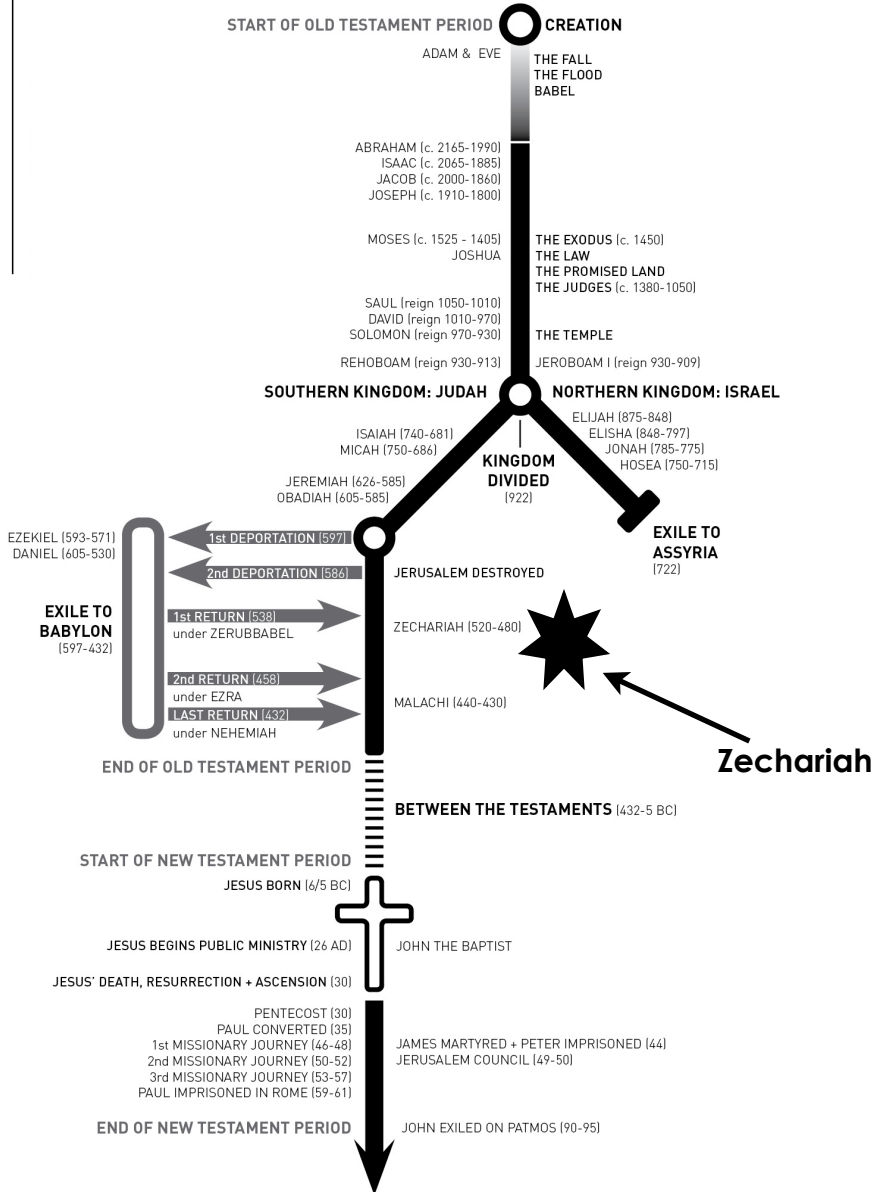 START OF OLD TESTAMENT PERIOD
CREATION
ADAM & EVE
THE FALL
THE FLOOD
BABEL
ABRAHAM (c. 2165-1990)
ISAAC (c. 2065-1885)
JACOB (c. 2000-1860)
JOSEPH (c. 1910-1800)
MOSES (c. 1525 - 1405)
JOSHUA
THE EXODUS (c. 1450)
THE LAW
THE PROMISED LAND
THE JUDGES (c. 1380-1050)
SAUL (reign 1050-1010)
DAVID (reign 1010-970)
SOLOMON (reign 970-930)
THE TEMPLE
REHOBOAM (reign 930-913)
JEROBOAM I (reign 930-909)
SOUTHERN KINGDOM: JUDAH
NORTHERN KINGDOM: ISRAEL
ELIJAH (875-848)
ELISHA (848-797)
JONAH (785-775)
HOSEA (750-715)
ISAIAH (740-681)
MICAH (750-686)
KINGDOM
DIVIDED
(922)
JEREMIAH (626-585)
OBADIAH (605-585)
EXILE TO
ASSYRIA
(722)
EZEKIEL (593-571)
DANIEL (605-530)
1st DEPORTATION (597)
2nd DEPORTATION (586)
JERUSALEM DESTROYED
EXILE TO
BABYLON
(597-432)
1st RETURN (538)
under ZERUBBABEL
ZECHARIAH (520-480)
2nd RETURN (458)
under EZRA
MALACHI (440-430)
LAST RETURN (432)
under NEHEMIAH
Zechariah
END OF OLD TESTAMENT PERIOD
BETWEEN THE TESTAMENTS (432-5 BC)
START OF NEW TESTAMENT PERIOD
JESUS BORN (6/5 BC)
JESUS BEGINS PUBLIC MINISTRY (26 AD)
JOHN THE BAPTIST
JESUS' DEATH, RESURRECTION + ASCENSION (30)
PENTECOST (30)
PAUL CONVERTED (35)
1st MISSIONARY JOURNEY (46-48)
2nd MISSIONARY JOURNEY (50-52)
3rd MISSIONARY JOURNEY (53-57)
PAUL IMPRISONED IN ROME (59-61)
JAMES MARTYRED + PETER IMPRISONED (44)
JERUSALEM COUNCIL (49-50)
END OF NEW TESTAMENT PERIOD
JOHN EXILED ON PATMOS (90-95)